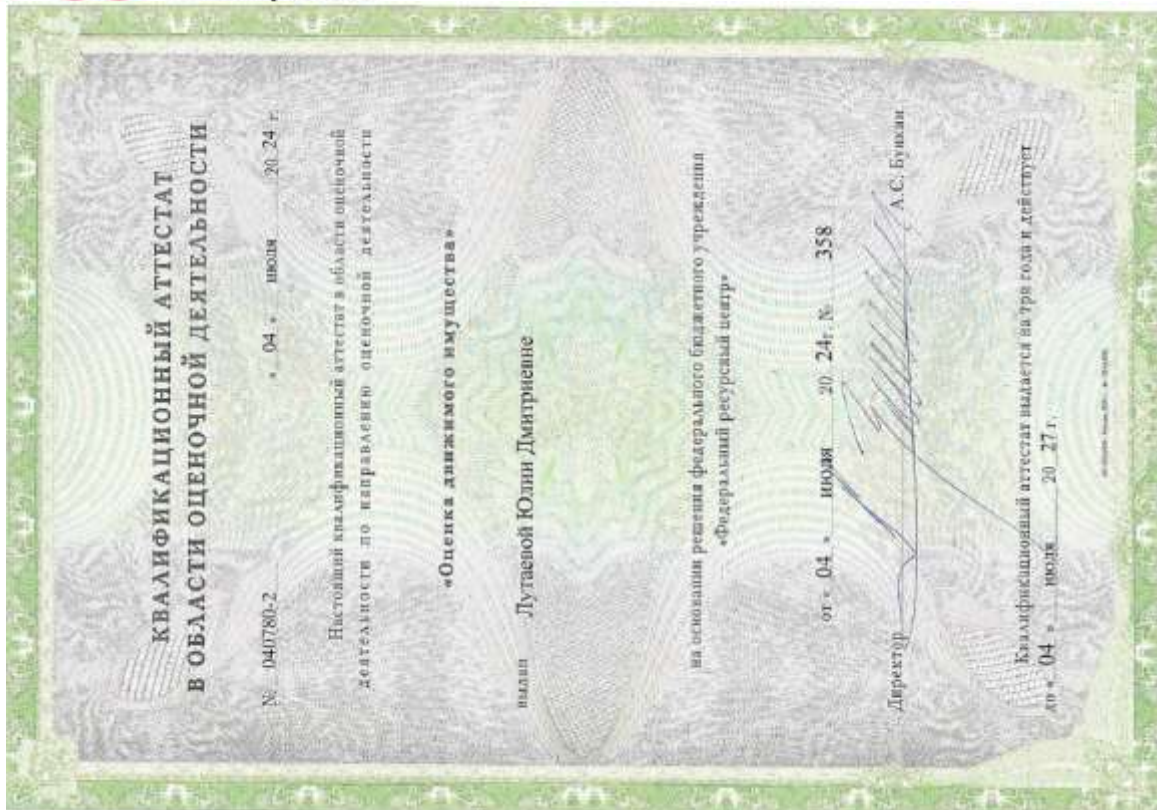 КВАЛИФИКАЦИОННЫЙ АТТЕСТАТ
В ОБЛАСТИ ОЦЕНОЧНОЙ ДЕЯТЕЛЬНОСТИ
№ 040780-2 « 04 » июля 20 24 г.
Настоящий квалификационный аттестат в области оценочной
деятельности по направлению оценочной деятельности
«Оценка движимого имущества»
выдан Лутаевой Юлии Дмитриевне
на основании решения федерального бюджетного учреждения
«Федеральный ресурсный центр»
от « 04 » июля 20 24 г. № 358
Директор А.С. Бункин
Квалификационный аттестат выдается на три года и действует
до « 04 » июля 20 27 г.